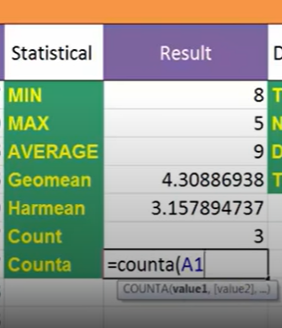 Statistical Result D
MIN 8 T
MAX 5 N
AVERAGE 9 D
Geomean 4.30886938 T
Harmean 3.157894737
Count 3
Counta =counta(A1
COUNTA(value1, [value2], ...)